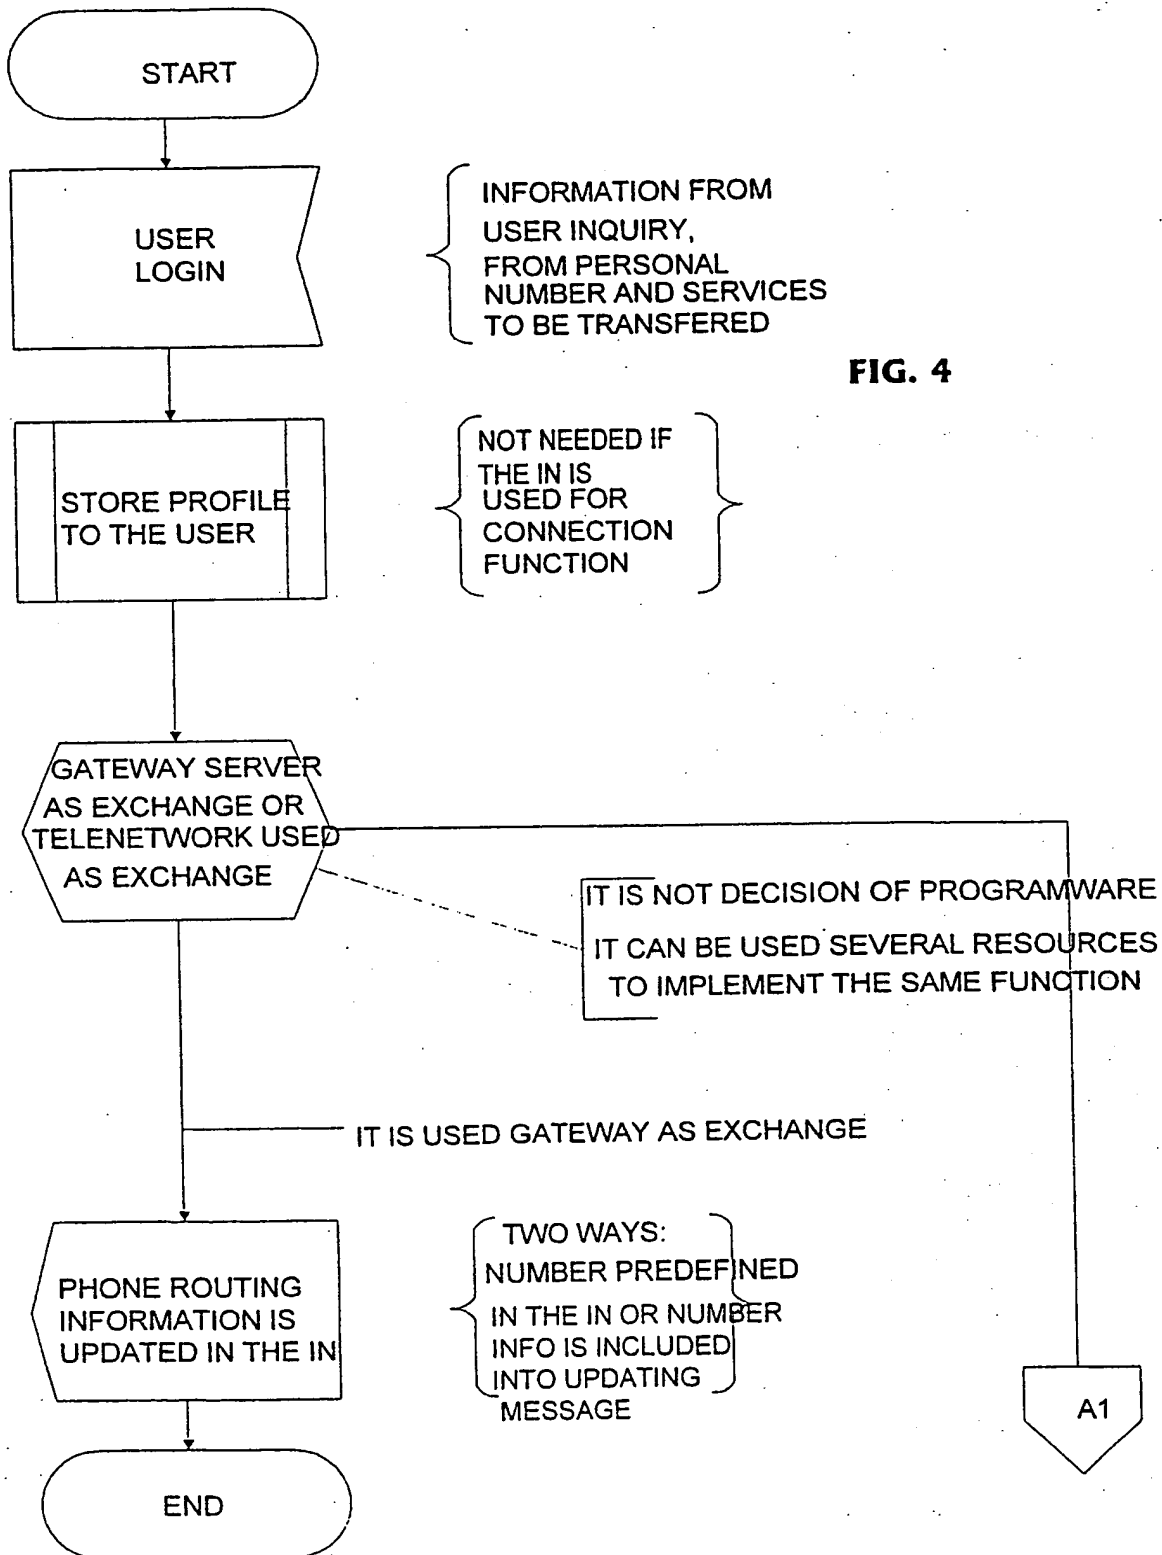 START
USER
LOGIN
INFORMATION FROM
USER INQUIRY,
FROM PERSONAL
NUMBER AND SERVICES
TO BE TRANSFERED
FIG. 4
STORE PROFILE
TO THE USER
NOT NEEDED IF
THE IN IS
USED FOR
CONNECTION
FUNCTION
GATEWAY SERVER
AS EXCHANGE OR
TELENETWORK USED
AS EXCHANGE
IT IS NOT DECISION OF PROGRAMWARE
IT CAN BE USED SEVERAL RESOURCES
TO IMPLEMENT THE SAME FUNCTION
IT IS USED GATEWAY AS EXCHANGE
PHONE ROUTING
INFORMATION IS
UPDATED IN THE IN
TWO WAYS:
NUMBER PREDEFINED
IN THE IN OR NUMBER
INFO IS INCLUDED
INTO UPDATING
MESSAGE
A1
END